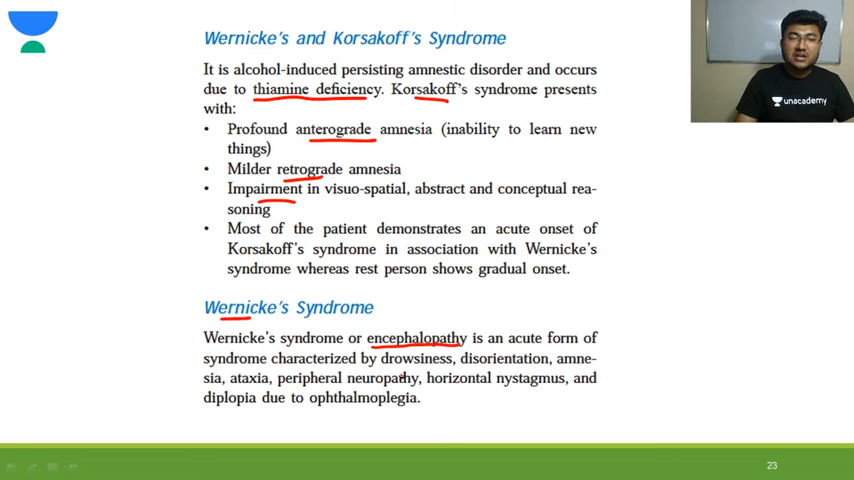 Wernicke's and Korsakoff's Syndrome
It is alcohol-induced persisting amnestic disorder and occurs
due to thiamine deficiency. Korsakoff's syndrome presents
with:
• Profound anterograde amnesia (inability to learn new
things)
• Milder retrograde amnesia
• Impairment in visuo-spatial, abstract and conceptual rea-
soning
• Most of the patient demonstrates an acute onset of
Korsakoff's syndrome in association with Wernicke's
syndrome whereas rest person shows gradual onset.
Wernicke's Syndrome
Wernicke's syndrome or encephalopathy is an acute form of
syndrome characterized by drowsiness, disorientation, amne-
sia, ataxia, peripheral neuropathy, horizontal nystagmus, and
diplopia due to ophthalmoplegia.
unacademy
23